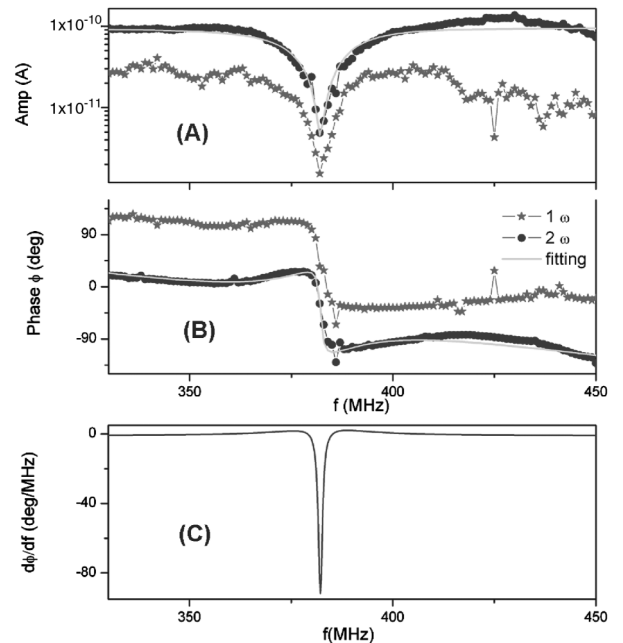 1x10⁻¹⁰
1x10⁻¹¹
Amp (A)
(A)
90
0
-90
Phase ϕ (deg)
1 ω
2 ω
fitting
(B)
350
400
450
f (MHz)
0
-40
-80
dϕ/df (deg/MHz)
(C)
350
400
450
f(MHz)